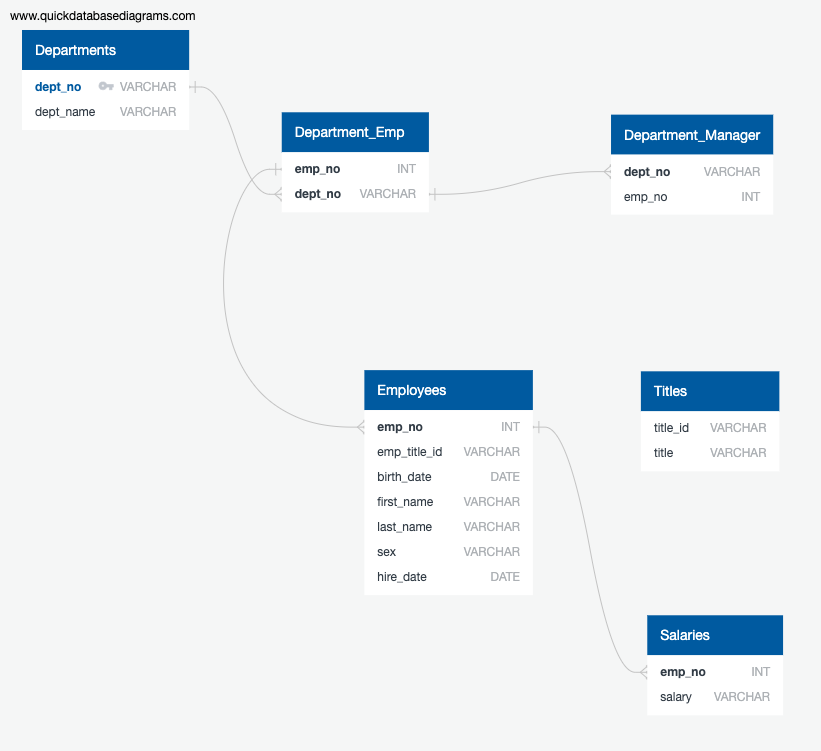 www.quickdatabasediagrams.com
Departments
dept_no VARCHAR
dept_name VARCHAR
Department_Emp
emp_no INT
dept_no VARCHAR
Department_Manager
dept_no VARCHAR
emp_no INT
Employees
emp_no INT
emp_title_id VARCHAR
birth_date DATE
first_name VARCHAR
last_name VARCHAR
sex VARCHAR
hire_date DATE
Titles
title_id VARCHAR
title VARCHAR
Salaries
emp_no INT
salary VARCHAR